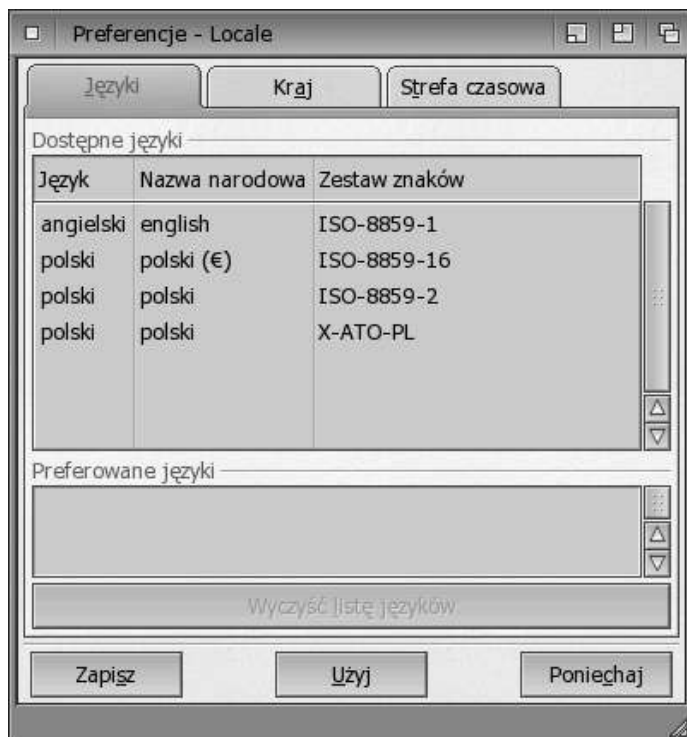 Preferencje - Locale
Języki Kraj Strefa czasowa
Dostępne języki
Język Nazwa narodowa Zestaw znaków
angielski english ISO-8859-1
polski polski (€) ISO-8859-16
polski polski ISO-8859-2
polski polski X-ATO-PL
Preferowane języki
Wyczyść listę języków
Zapisz Użyj Poniechaj